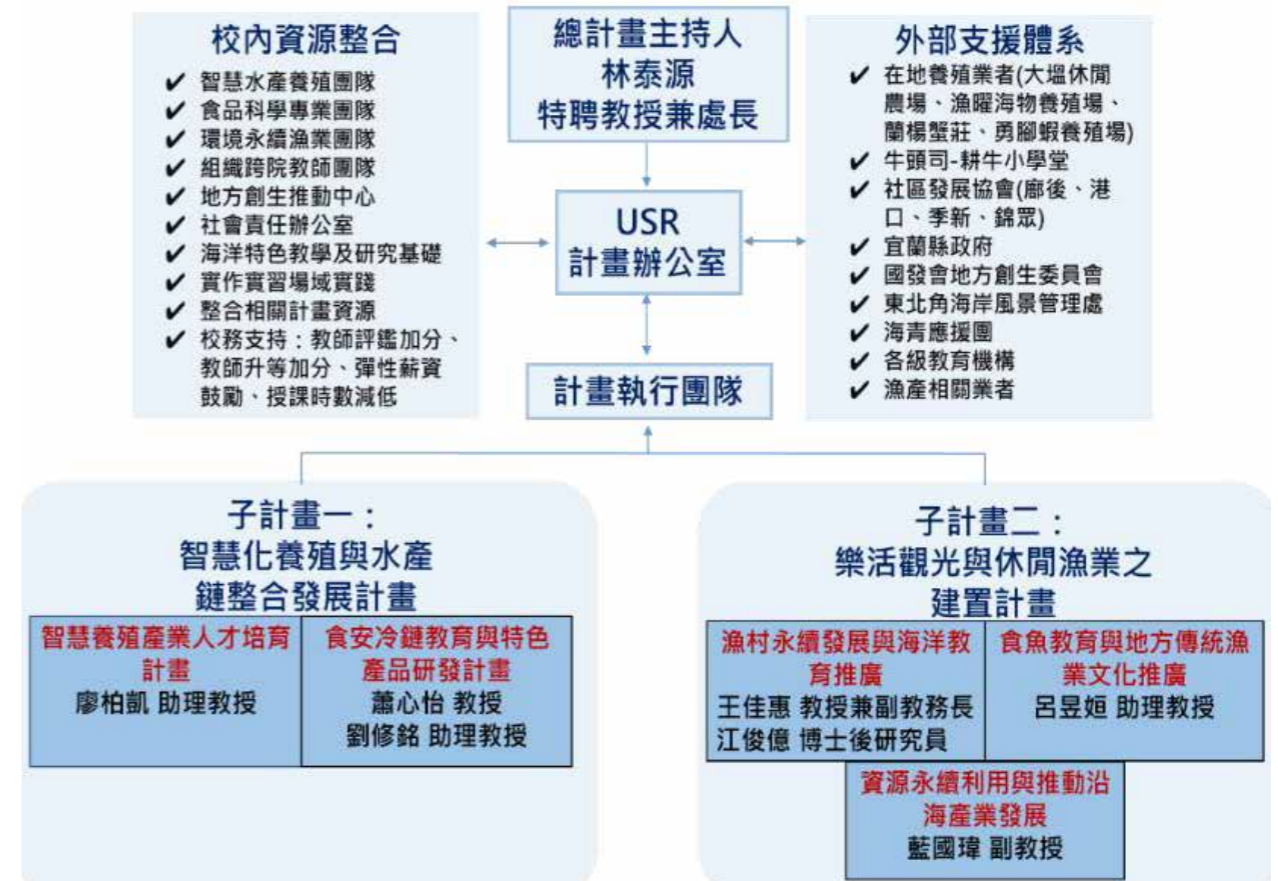 校內資源整合
✔ 智慧水產養殖團隊
✔ 食品科學專業團隊
✔ 環境永續漁業團隊
✔ 組織跨院教師團隊
✔ 地方創生推動中心
✔ 社會責任辦公室
✔ 海洋特色教學及研究基礎
✔ 實作實習場域實踐
✔ 整合相關計畫資源
✔ 校務支持：教師評鑑加分、
教師升等加分、彈性薪資
鼓勵、授課時數減低
總計畫主持人
林泰源
特聘教授兼處長
USR
計畫辦公室
計畫執行團隊
外部支援體系
✔ 在地養殖業者(大塭休閒
農場、漁曜海物養殖場、
蘭楊蟹莊、勇腳蝦養殖場)
✔ 牛頭司-耕牛小學堂
✔ 社區發展協會(廍後、港
口、季新、錦眾)
✔ 宜蘭縣政府
✔ 國發會地方創生委員會
✔ 東北角海岸風景管理處
✔ 海青應援團
✔ 各級教育機構
✔ 漁產相關業者
子計畫一：
智慧化養殖與水產
鏈整合發展計畫
智慧養殖產業人才培育
計畫
廖柏凱 助理教授
食安冷鏈教育與特色
產品研發計畫
蕭心怡 教授
劉修銘 助理教授
子計畫二：
樂活觀光與休閒漁業之
建置計畫
漁村永續發展與海洋教
育推廣
王佳惠 教授兼副教務長
江俊億 博士後研究員
食魚教育與地方傳統漁
業文化推廣
呂昱姮 助理教授
資源永續利用與推動沿
海產業發展
藍國瑋 副教授